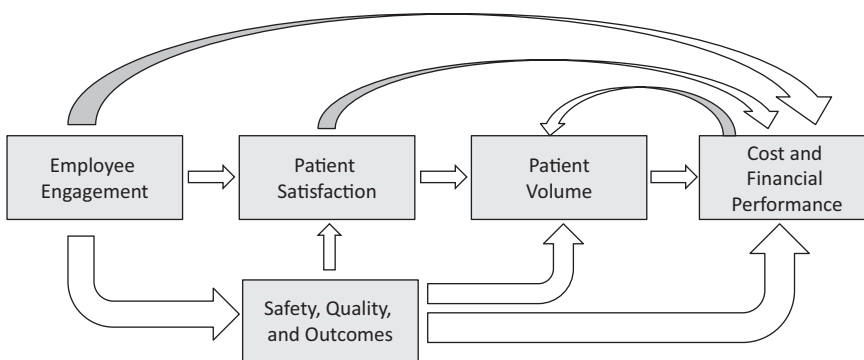 Employee
Engagement
Patient
Satisfaction
Patient
Volume
Cost and
Financial
Performance
Safety, Quality,
and Outcomes